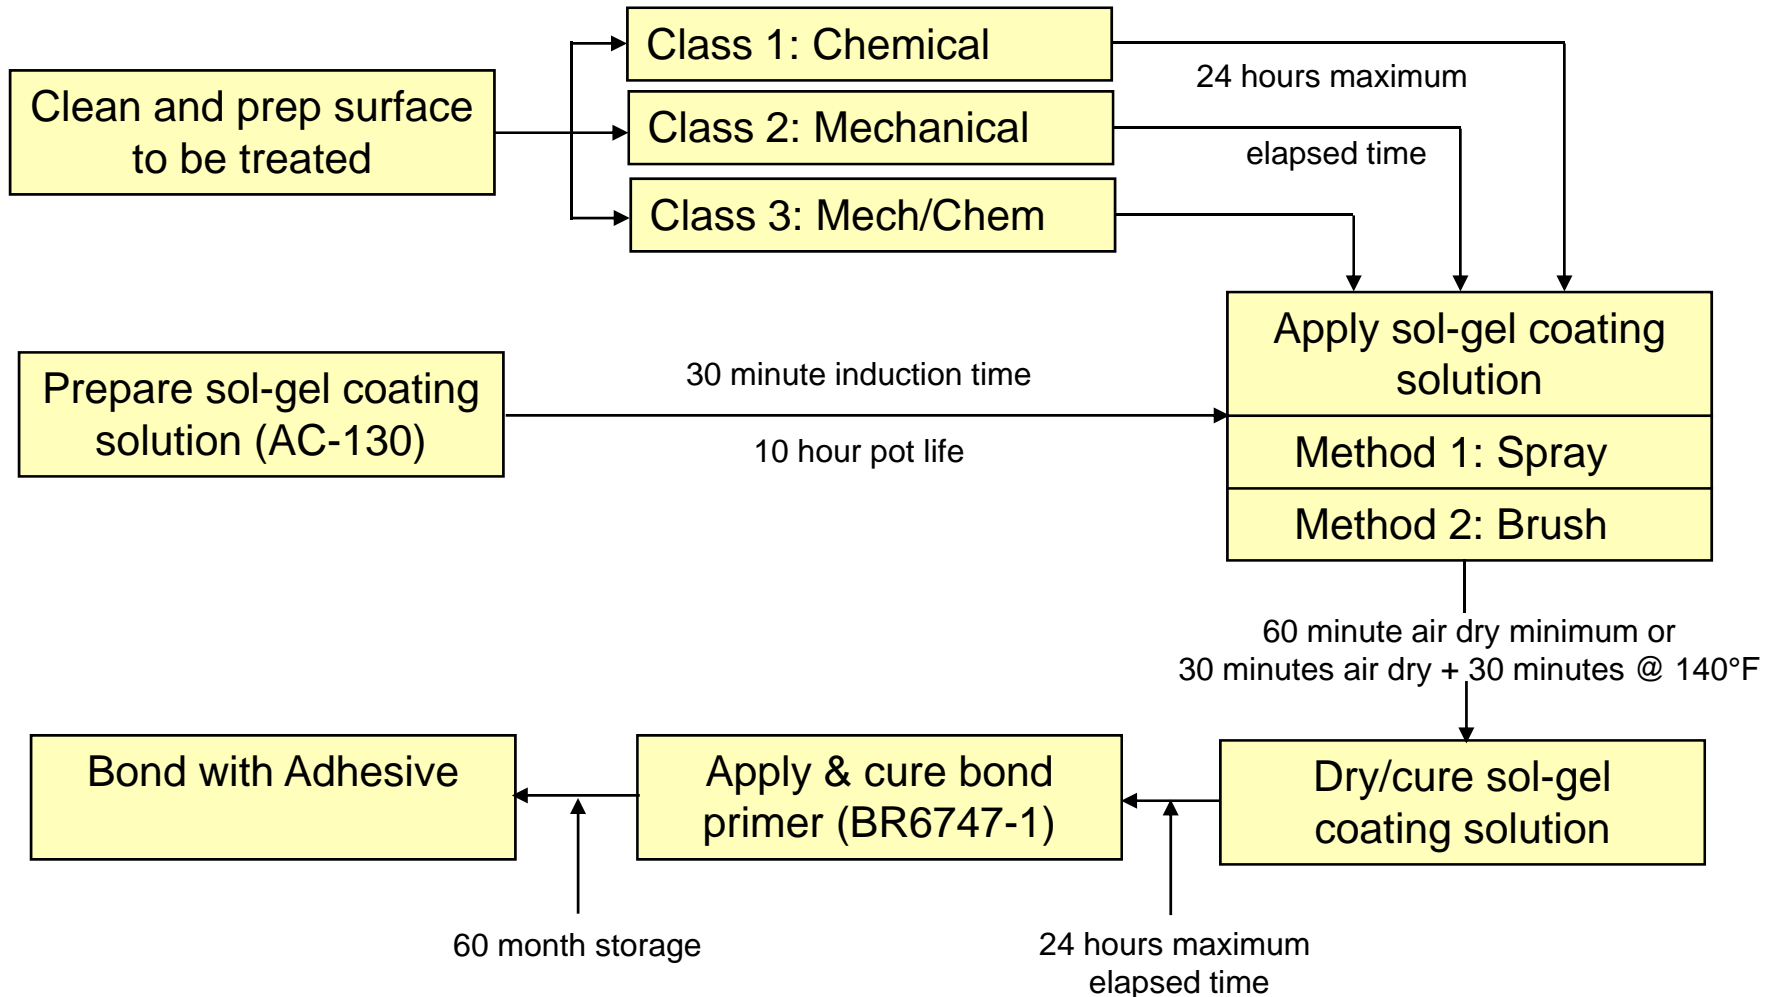 Clean and prep surface
to be treated
Class 1: Chemical
Class 2: Mechanical
Class 3: Mech/Chem
24 hours maximum
elapsed time
Prepare sol-gel coating
solution (AC-130)
30 minute induction time
10 hour pot life
Apply sol-gel coating
solution
Method 1: Spray
Method 2: Brush
60 minute air dry minimum or
30 minutes air dry + 30 minutes @ 140°F
Bond with Adhesive
Apply & cure bond
primer (BR6747-1)
Dry/cure sol-gel
coating solution
60 month storage
24 hours maximum
elapsed time